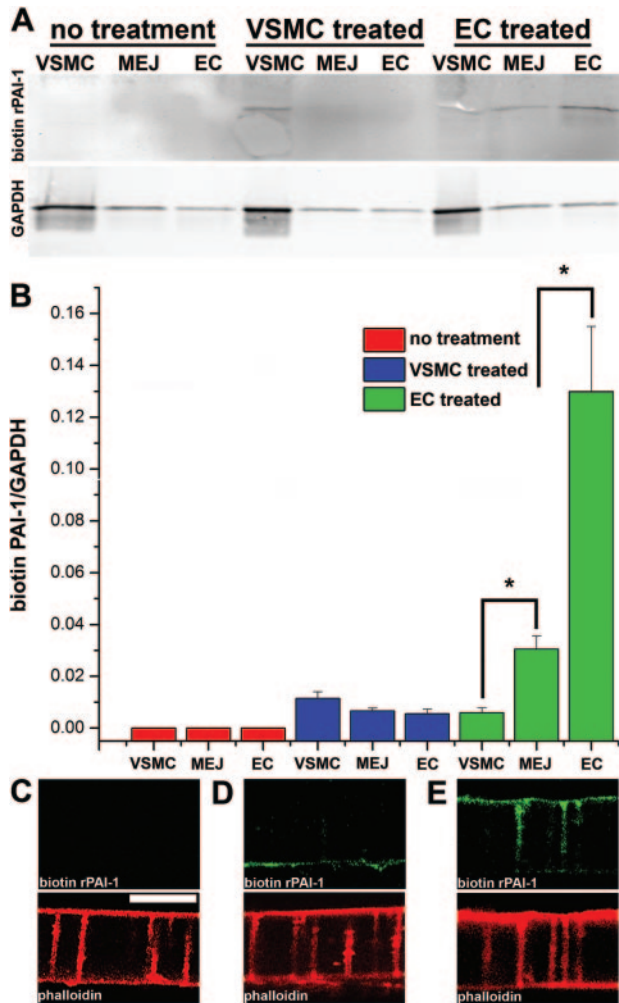 A
no treatment VSMC treated EC treated
VSMC MEJ EC VSMC MEJ EC VSMC MEJ EC
biotin rPAI-1
GAPDH
B
biotin PAI-1/GAPDH
0.16
0.14
0.12
0.10
0.08
0.06
0.04
0.02
0.00
no treatment
VSMC treated
EC treated
*
*
VSMC MEJ EC VSMC MEJ EC VSMC MEJ EC
C D E
biotin rPAI-1 biotin rPAI-1 biotin rPAI-1
phalloidin phalloidin phalloidin